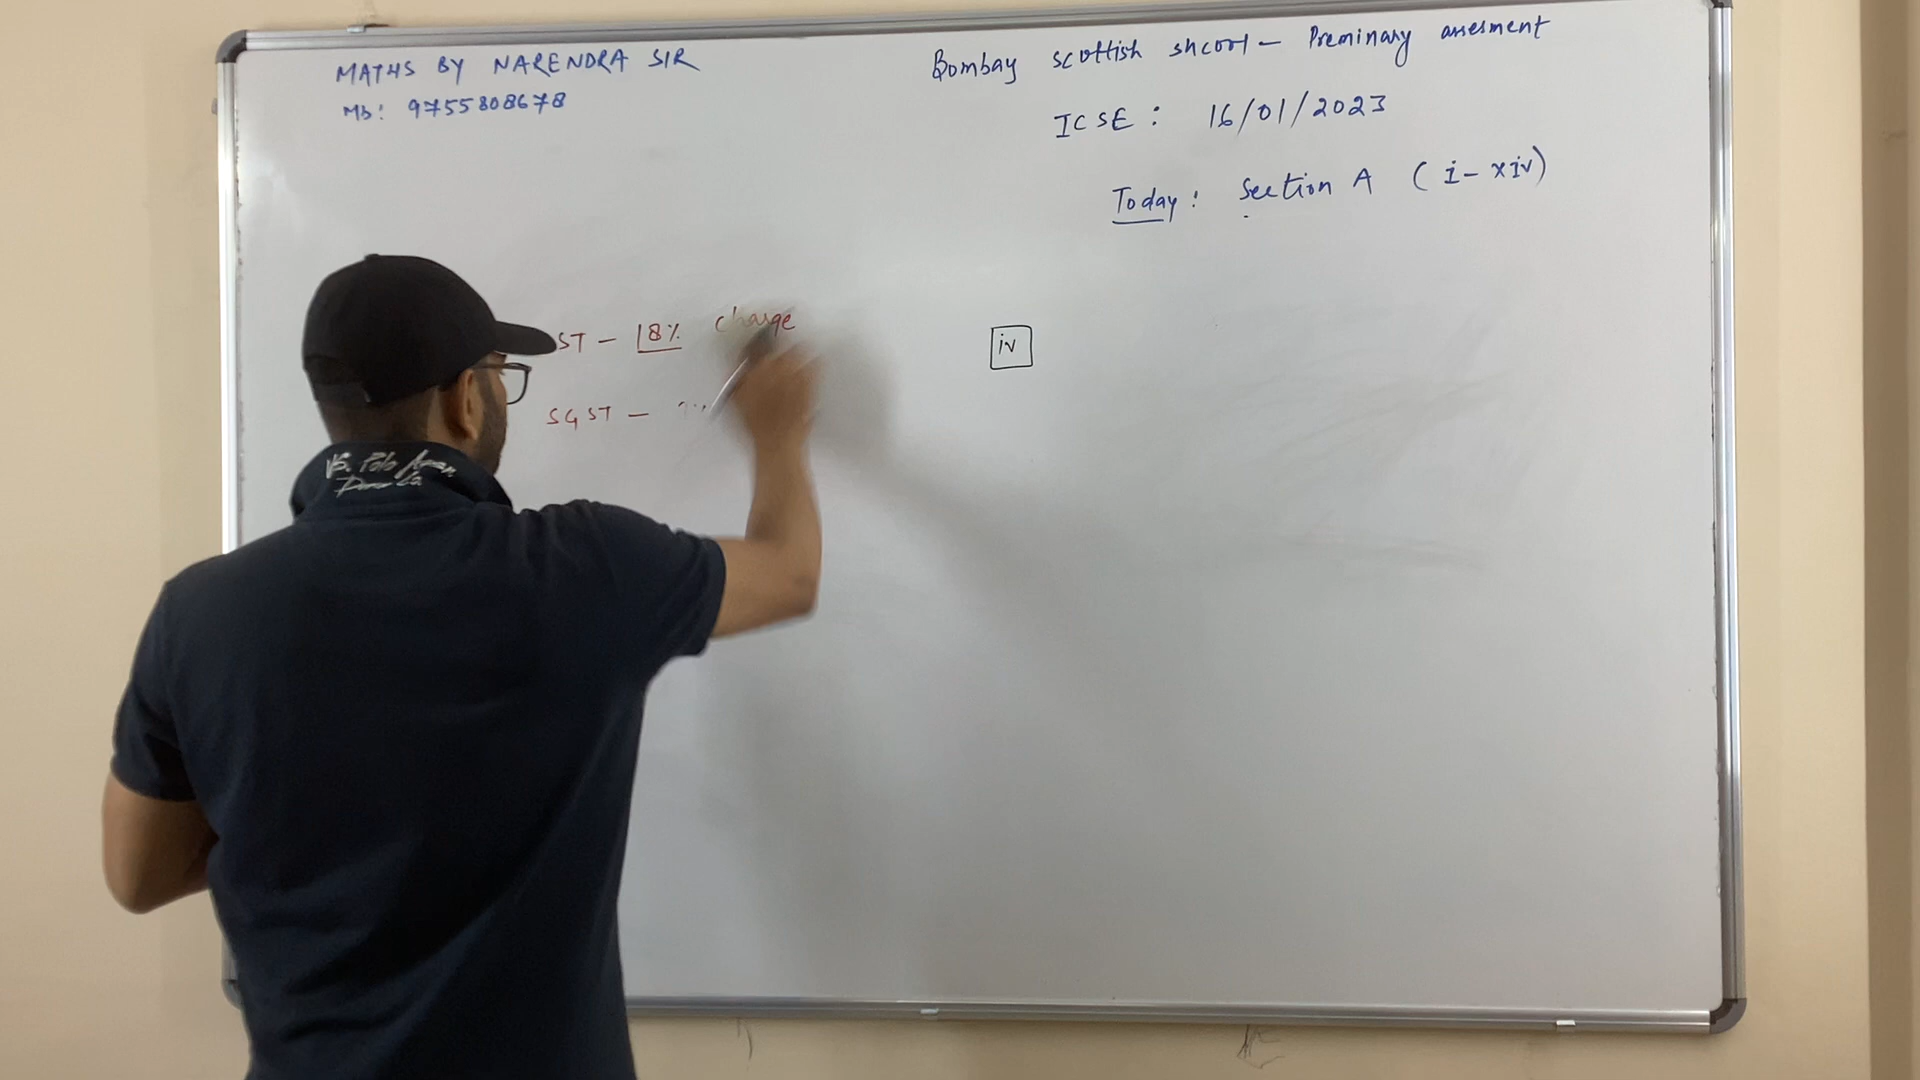 MATHS BY NARENDRA SIR
Mb: 9755808678
Bombay scottish shcool - Preminary assesment
ICSE: 16/01/2023
Today: Section A (i - xiv)
ST - 18% charge
SGST -
iv